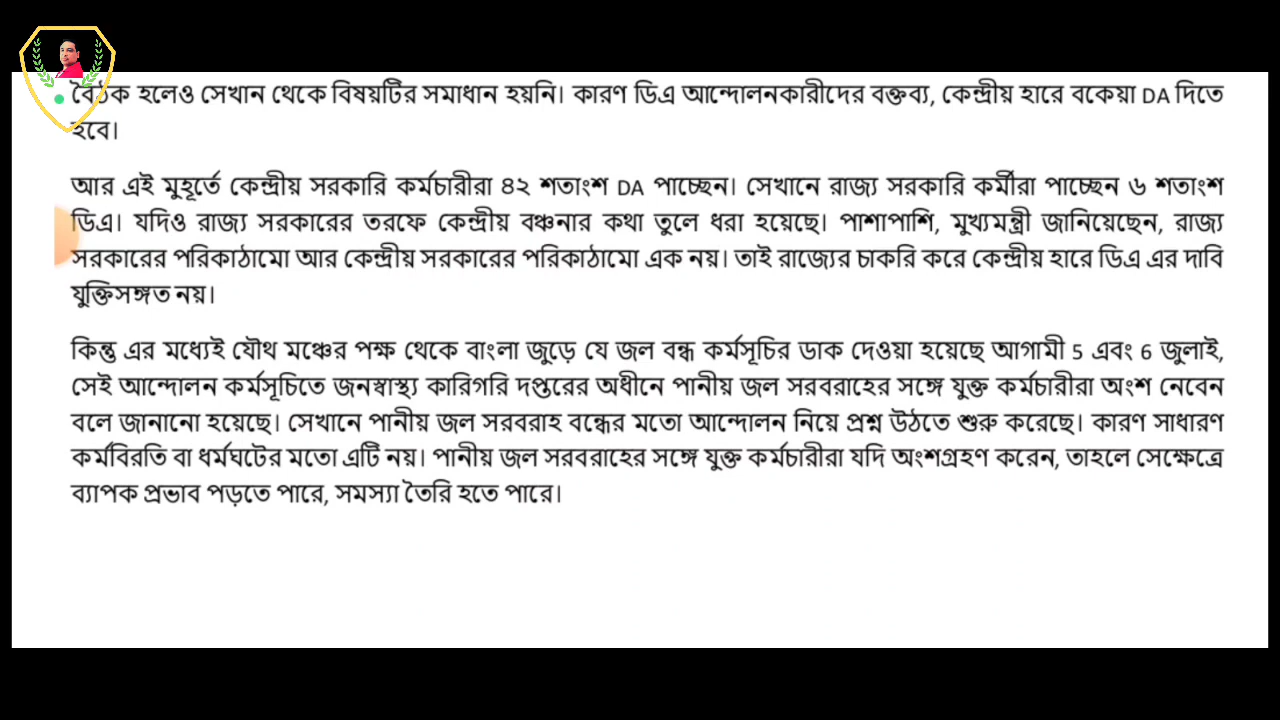 বৈঠক হলেও সেখান থেকে বিষয়টির সমাধান হয়নি। কারণ ডিএ আন্দোলনকারীদের বক্তব্য, কেন্দ্রীয় হারে বকেয়া DA দিতে
হবে।
আর এই মুহূর্তে কেন্দ্রীয় সরকারি কর্মচারীরা ৪২ শতাংশ DA পাচ্ছেন। সেখানে রাজ্য সরকারি কর্মীরা পাচ্ছেন ৬ শতাংশ
ডিএ। যদিও রাজ্য সরকারের তরফে কেন্দ্রীয় বঞ্চনার কথা তুলে ধরা হয়েছে। পাশাপাশি, মুখ্যমন্ত্রী জানিয়েছেন, রাজ্য
সরকারের পরিকাঠামো আর কেন্দ্রীয় সরকারের পরিকাঠামো এক নয়। তাই রাজ্যের চাকরি করে কেন্দ্রীয় হারে ডিএ এর দাবি
যুক্তিসঙ্গত নয়।
কিন্তু এর মধ্যেই যৌথ মঞ্চের পক্ষ থেকে বাংলা জুড়ে যে জল বন্ধ কর্মসূচির ডাক দেওয়া হয়েছে আগামী 5 এবং 6 জুলাই,
সেই আন্দোলন কর্মসূচিতে জনস্বাস্থ্য কারিগরি দপ্তরের অধীনে পানীয় জল সরবরাহের সঙ্গে যুক্ত কর্মচারীরা অংশ নেবেন
বলে জানানো হয়েছে। সেখানে পানীয় জল সরবরাহ বন্ধের মতো আন্দোলন নিয়ে প্রশ্ন উঠতে শুরু করেছে। কারণ সাধারণ
কর্মবিরতি বা ধর্মঘটের মতো এটি নয়। পানীয় জল সরবরাহের সঙ্গে যুক্ত কর্মচারীরা যদি অংশগ্রহণ করেন, তাহলে সেক্ষেত্রে
ব্যাপক প্রভাব পড়তে পারে, সমস্যা তৈরি হতে পারে।